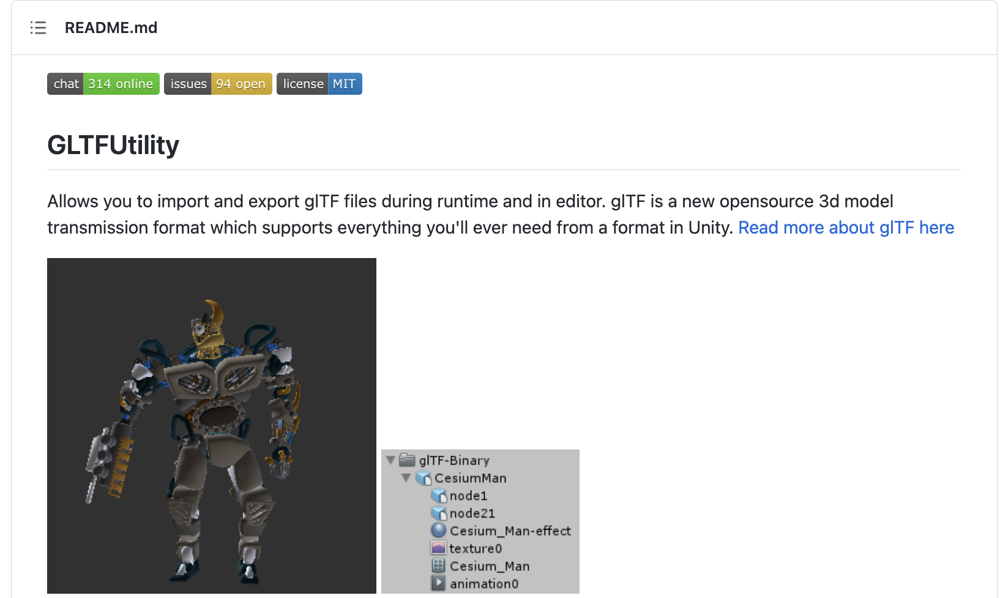 README.md
chat 314 online issues 94 open license MIT
GLTFUtility
Allows you to import and export glTF files during runtime and in editor. glTF is a new opensource 3d model
transmission format which supports everything you'll ever need from a format in Unity. Read more about glTF here
glTF-Binary
CesiumMan
node1
node21
Cesium_Man-effect
texture0
Cesium_Man
animation0